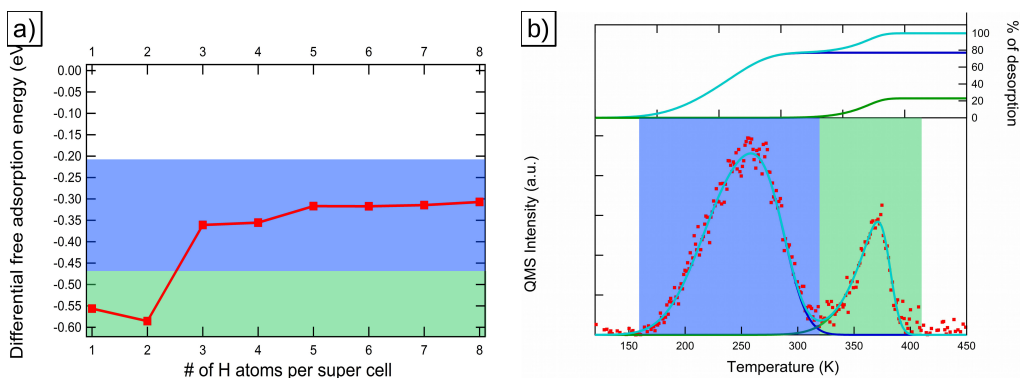 a)
1 2 3 4 5 6 7 8
0.00
-0.05
-0.10
-0.15
-0.20
-0.25
-0.30
-0.35
-0.40
-0.45
-0.50
-0.55
-0.60
Differential free adsorption energy (eV)
1 2 3 4 5 6 7 8
# of H atoms per super cell
b)
100
80
60
40
20
0
% of desorption
QMS Intensity (a.u.)
150 200 250 300 350 400 450
Temperature (K)